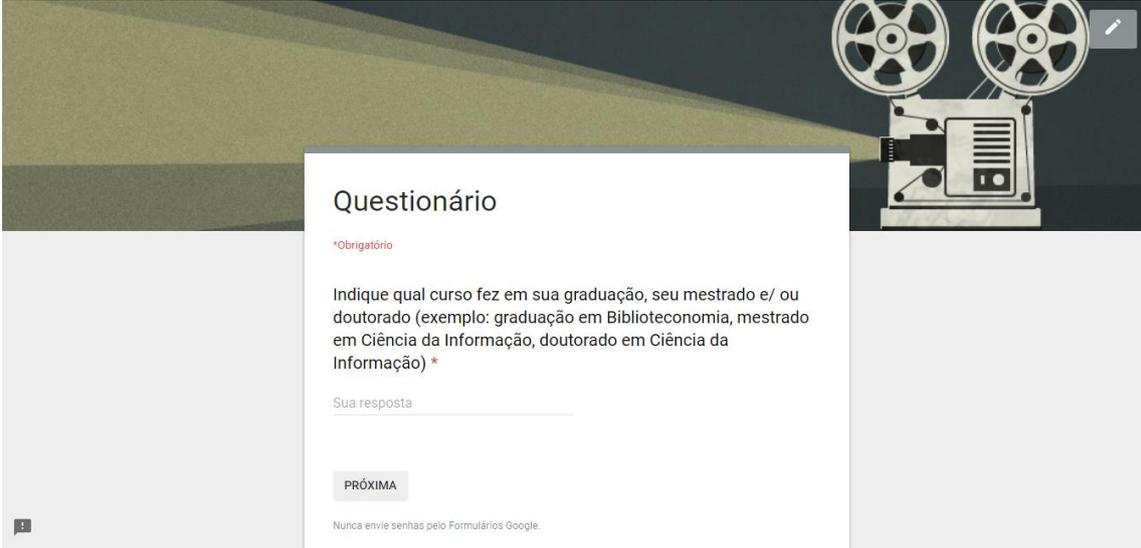 Questionário
*Obrigatório
Indique qual curso fez em sua graduação, seu mestrado e/ ou
doutorado (exemplo: graduação em Biblioteconomia, mestrado
em Ciência da Informação, doutorado em Ciência da
Informação) *
Sua resposta
PRÓXIMA
Nunca envie senhas pelo Formulários Google.